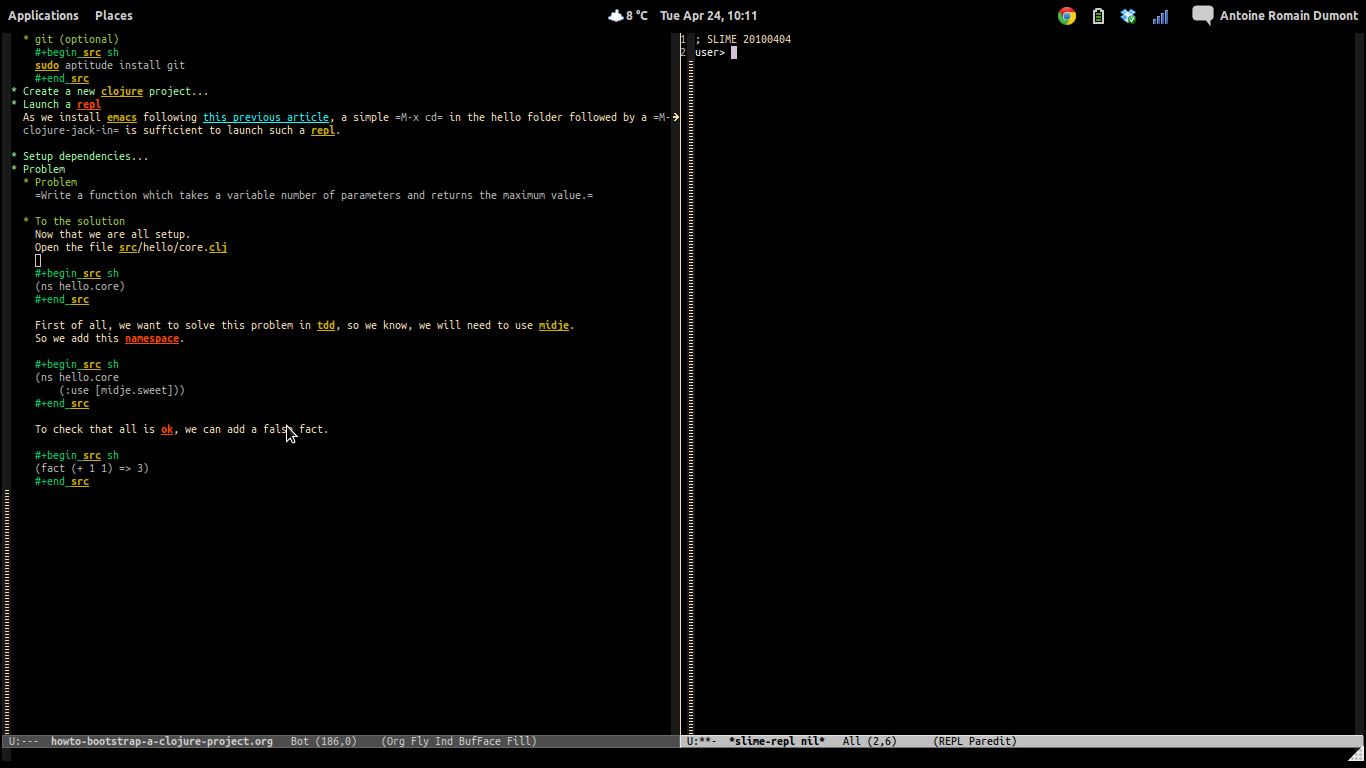 Applications Places 8 °C Tue Apr 24, 10:11 Antoine Romain Dumont
* git (optional)
#+begin_src sh
sudo aptitude install git
#+end_src
* Create a new clojure project...
* Launch a repl
As we install emacs following this previous article, a simple =M-x cd= in the hello folder followed by a =M-
clojure-jack-in= is sufficient to launch such a repl.
* Setup dependencies...
* Problem
* Problem
=Write a function which takes a variable number of parameters and returns the maximum value.=
* To the solution
Now that we are all setup.
Open the file src/hello/core.clj
#+begin_src sh
(ns hello.core)
#+end_src
First of all, we want to solve this problem in tdd, so we know, we will need to use midje.
So we add this namespace.
#+begin_src sh
(ns hello.core
(:use [midje.sweet]))
#+end_src
To check that all is ok, we can add a false fact.
#+begin_src sh
(fact (+ 1 1) => 3)
#+end_src
U:--- howto-bootstrap-a-clojure-project.org Bot (186,0) (Org Fly Ind BufFace Fill)
1 ; SLIME 20100404
2 user>
U:**- *slime-repl nil* All (2,6) (REPL Paredit)